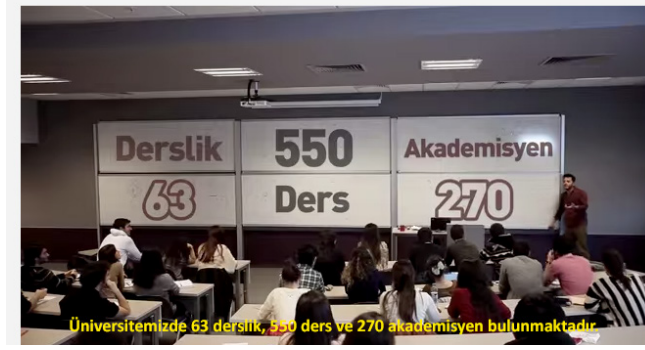 Derslik
63
550
Ders
Akademisyen
270
Üniversitemizde 63 derslik, 550 ders ve 270 akademisyen bulunmaktadır.